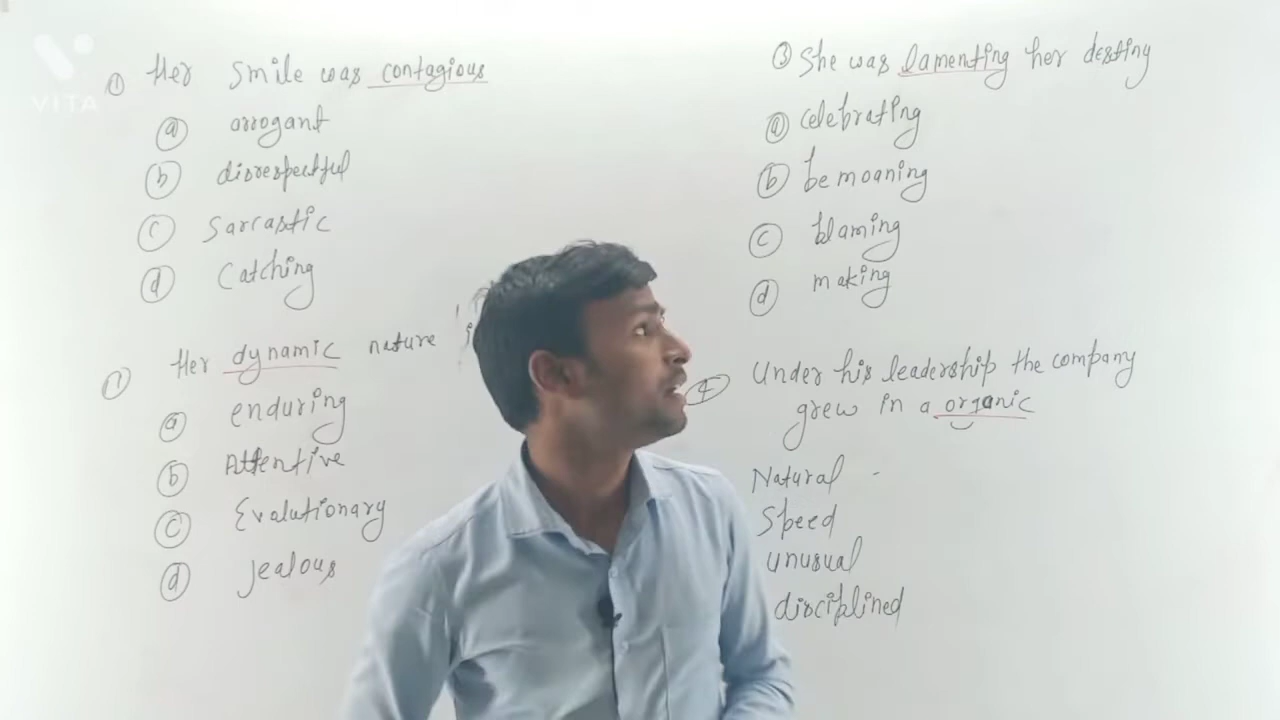 VITA
① Her smile was contagious
ⓐ arrogant
ⓑ disrespectful
ⓒ Sarcastic
ⓓ Catching
Her dynamic nature
ⓐ enduring
ⓑ Attentive
ⓒ Evalutionary
ⓓ Jealous
③ She was lamenting her destiny
ⓐ celebrating
ⓑ bemoaning
ⓒ blaming
ⓓ making
④ Under his leadership the company
grew in a organic
Natural -
Speed
unusual
disciplined